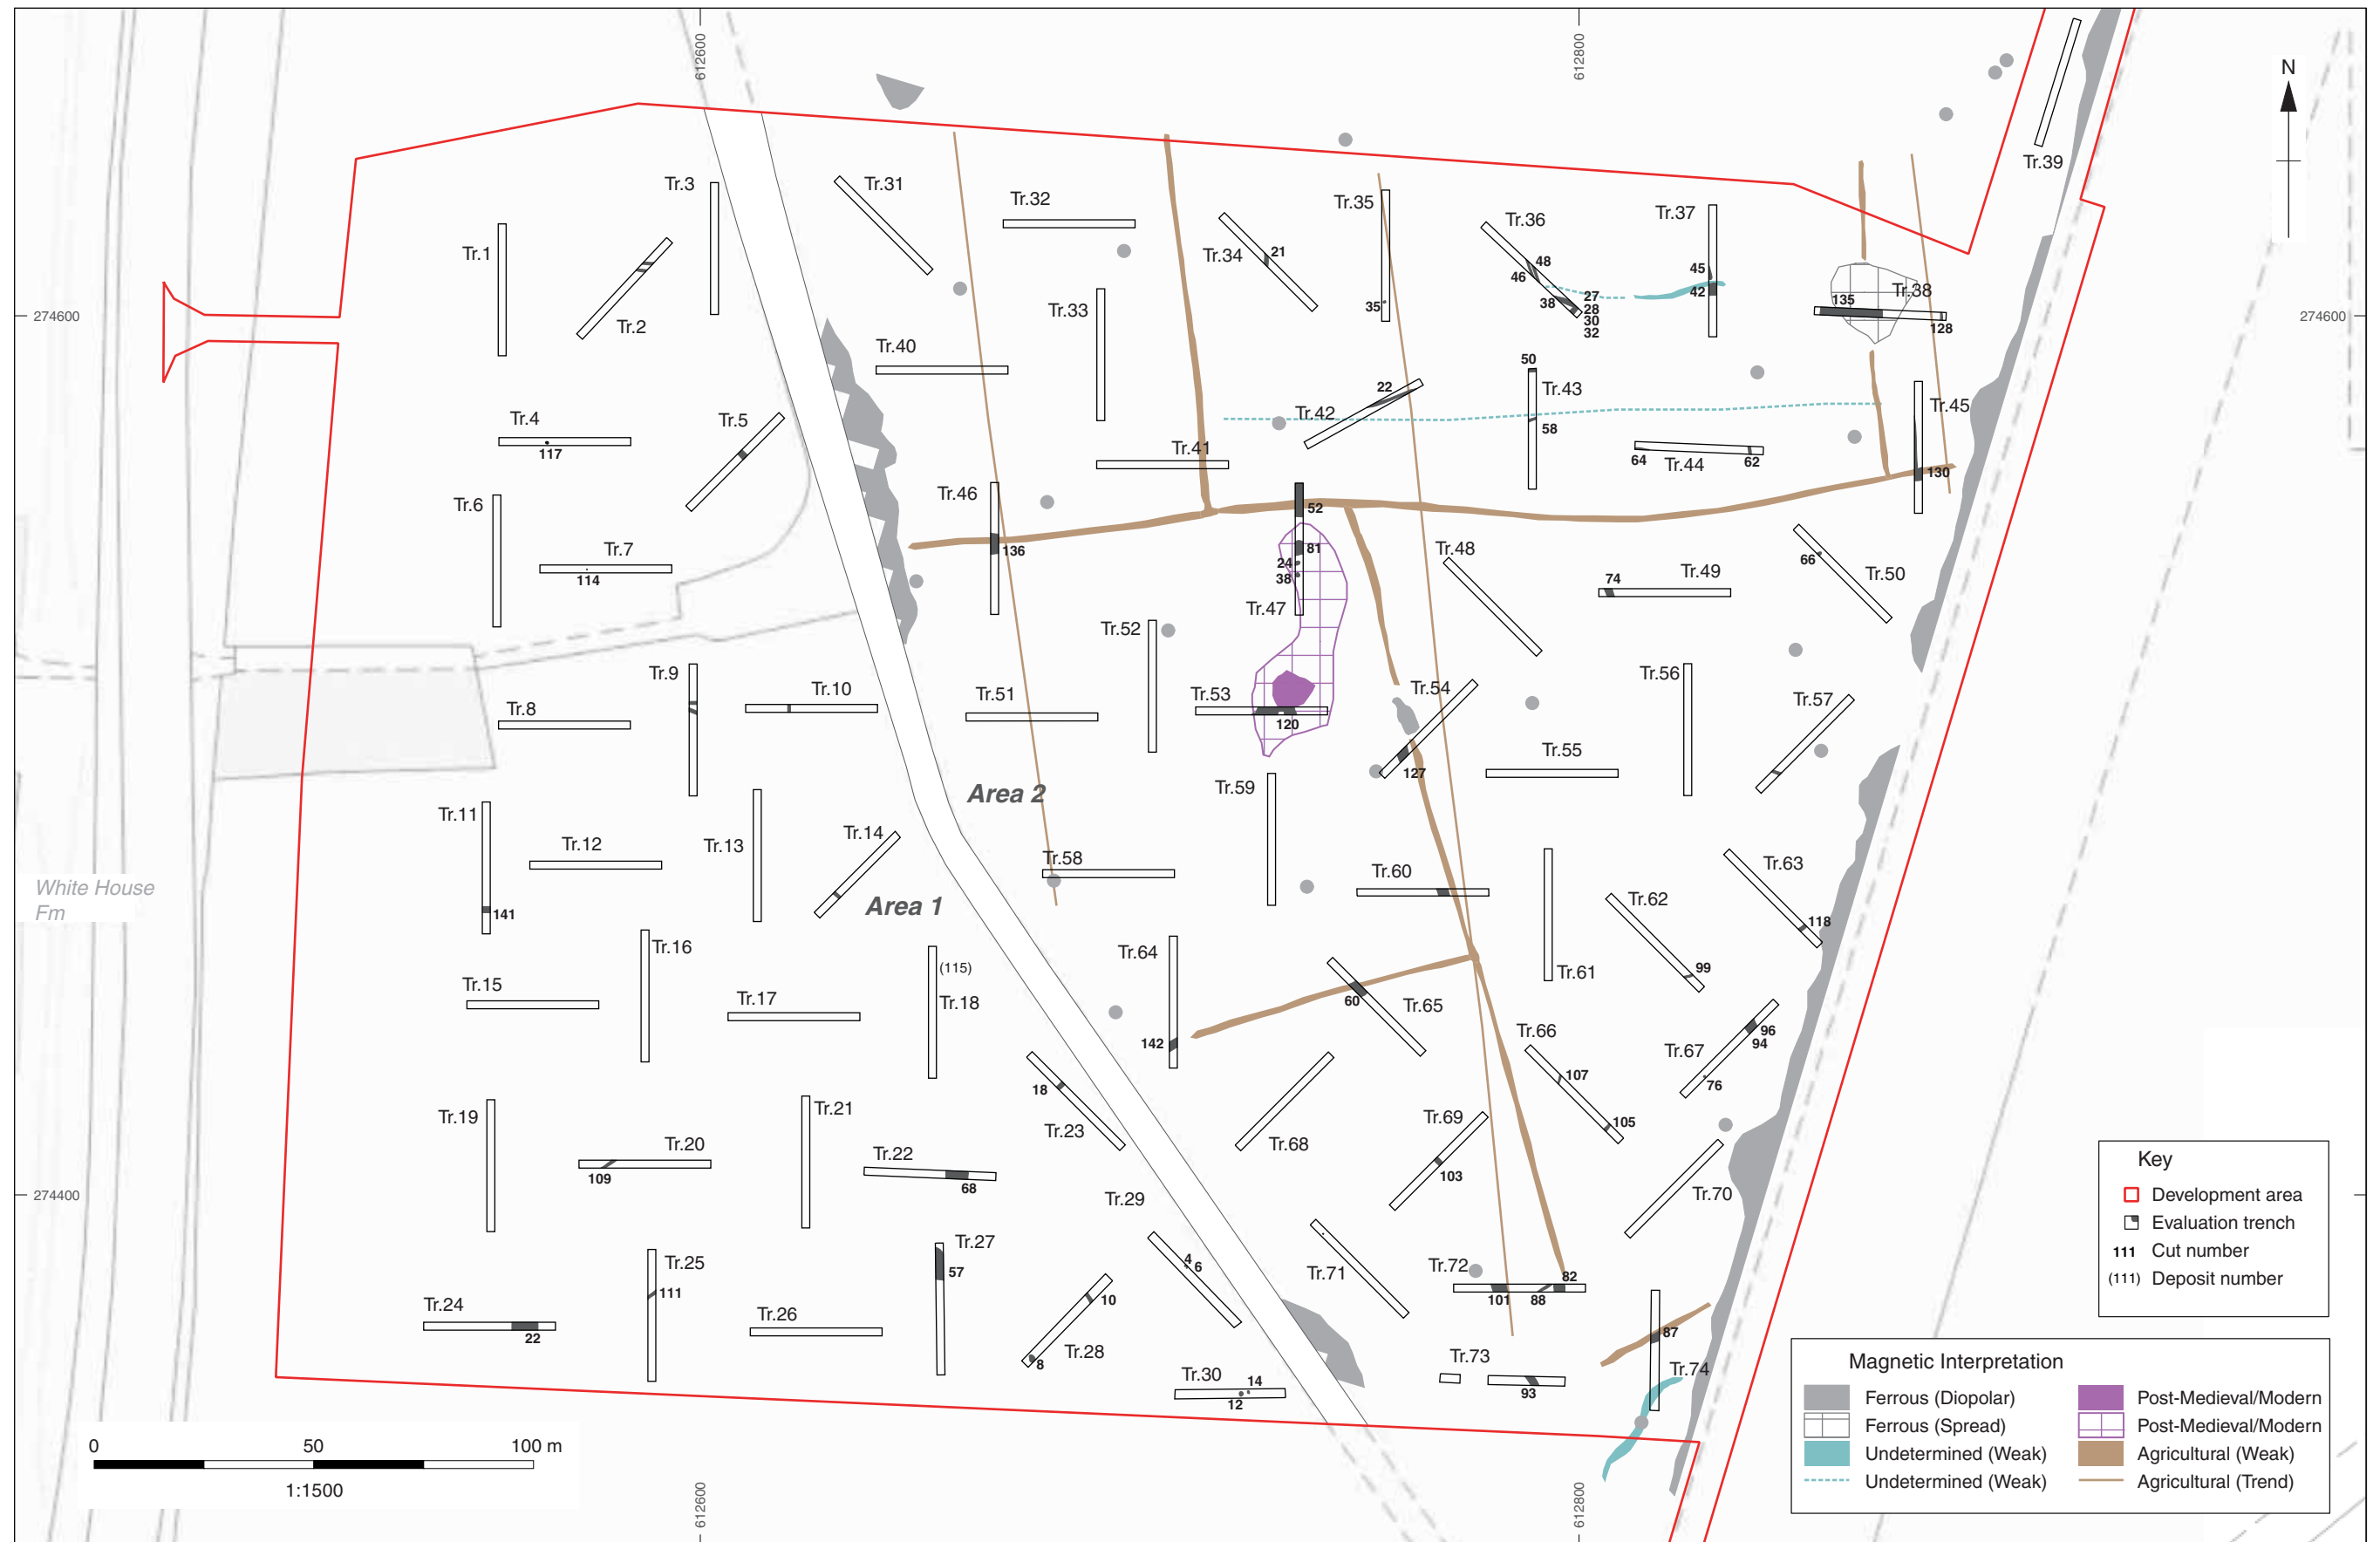 612600
612800
N
Tr.39
Tr.3
Tr.31
Tr.32
Tr.35
Tr.36
Tr.37
Tr.1
Tr.34
21
48
46
45
42
27
28
30
32
38
35
135
Tr.38
128
274600
274600
Tr.2
Tr.33
Tr.40
50
Tr.43
22
Tr.42
58
Tr.45
Tr.4
117
Tr.5
Tr.41
64
Tr.44
62
130
Tr.6
Tr.46
52
136
81
24
38
Tr.47
Tr.7
114
Tr.48
74
Tr.49
66
Tr.50
Tr.52
Tr.9
Tr.10
Tr.8
Tr.51
Tr.53
120
Tr.54
127
Tr.56
Tr.57
Tr.55
Area 2
Tr.59
Tr.11
141
Tr.12
Tr.13
Tr.14
Tr.58
Tr.60
Tr.63
118
White House
Fm
Area 1
Tr.62
99
Tr.16
(115)
Tr.18
Tr.64
142
Tr.61
Tr.15
Tr.17
60
Tr.65
Tr.66
107
105
Tr.67
96
94
76
18
Tr.23
Tr.68
Tr.19
Tr.21
Tr.20
109
Tr.22
68
Tr.69
103
Tr.29
Tr.70
274400
Tr.25
111
Tr.27
57
4
6
Tr.71
Tr.72
82
101
88
Tr.24
22
Tr.26
10
Tr.28
8
87
Tr.74
Tr.30
14
12
Tr.73
93
0
50
100 m
1:1500
612600
612800
Key
Development area
Evaluation trench
111
Cut number
(111)
Deposit number
Magnetic Interpretation
Ferrous (Diopolar)
Post-Medieval/Modern
Ferrous (Spread)
Post-Medieval/Modern
Undetermined (Weak)
Agricultural (Weak)
Undetermined (Weak)
Agricultural (Trend)